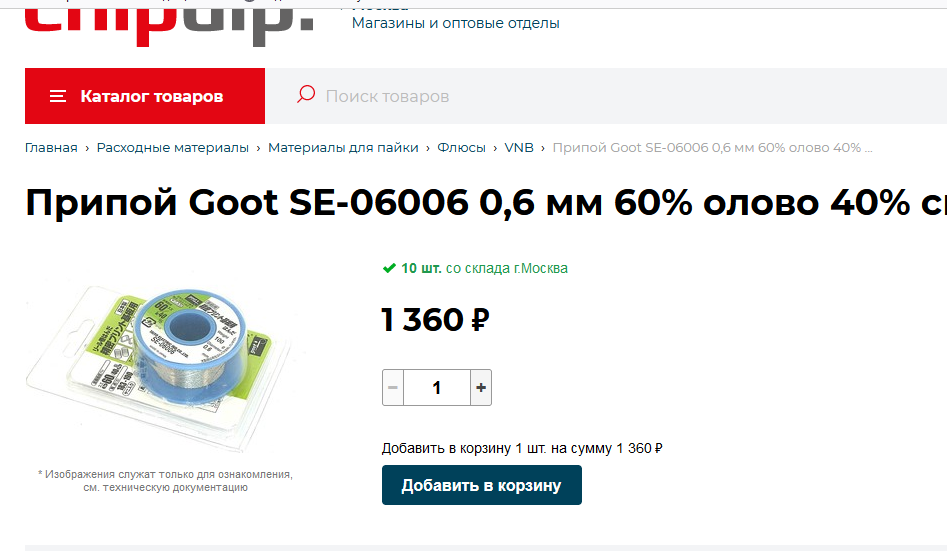 Магазины и оптовые отделы
Каталог товаров
Поиск товаров
Главная › Расходные материалы › Материалы для пайки › Флюсы › VNB › Припой Goot SE-06006 0,6 мм 60% олово 40% ...
Припой Goot SE-06006 0,6 мм 60% олово 40%
10 шт. со склада г.Москва
1 360 ₽
− 1 +
Добавить в корзину 1 шт. на сумму 1 360 ₽
Добавить в корзину
* Изображения служат только для ознакомления,
см. техническую документацию